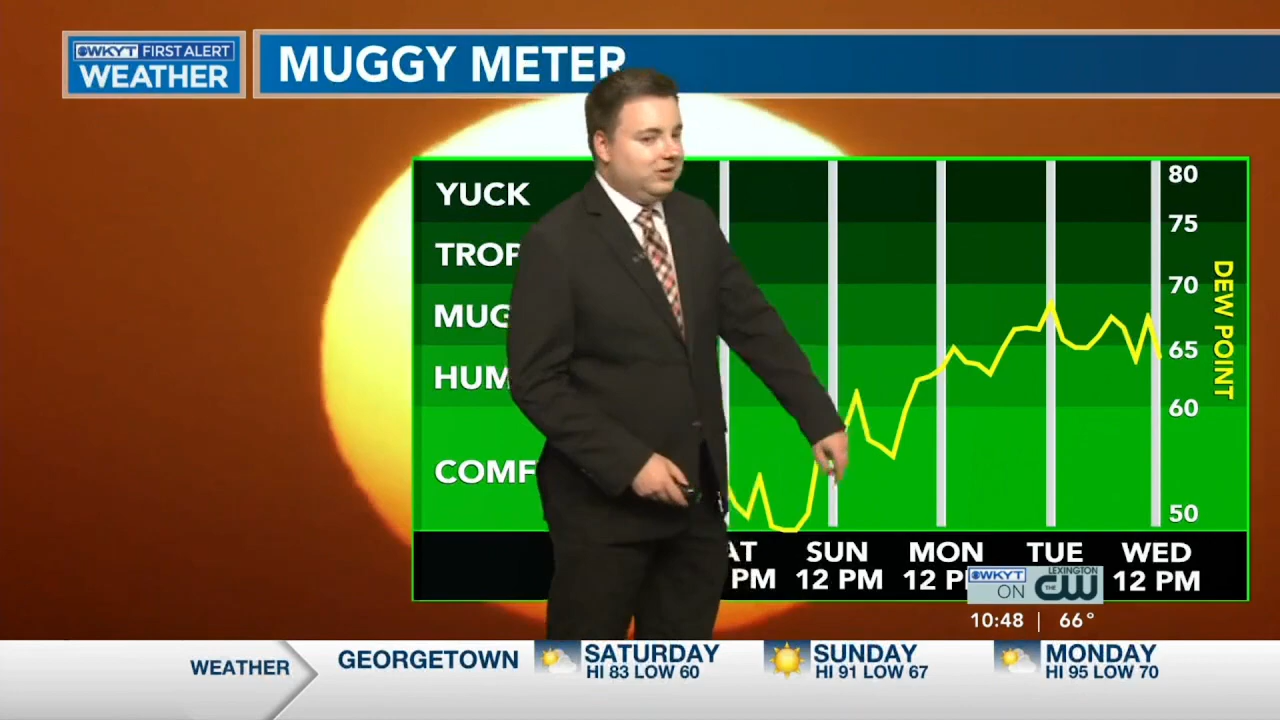 WKYT FIRST ALERT
WEATHER
MUGGY METER
YUCK
80
75
70
65
60
50
DEW POINT
SUN
MON
TUE
WED
PM
12 PM
12 PM
WKYT
ON
LEXINGTON
THE CW
10:48 | 66°
WEATHER
GEORGETOWN
SATURDAY
HI 83 LOW 60
SUNDAY
HI 91 LOW 67
MONDAY
HI 95 LOW 70